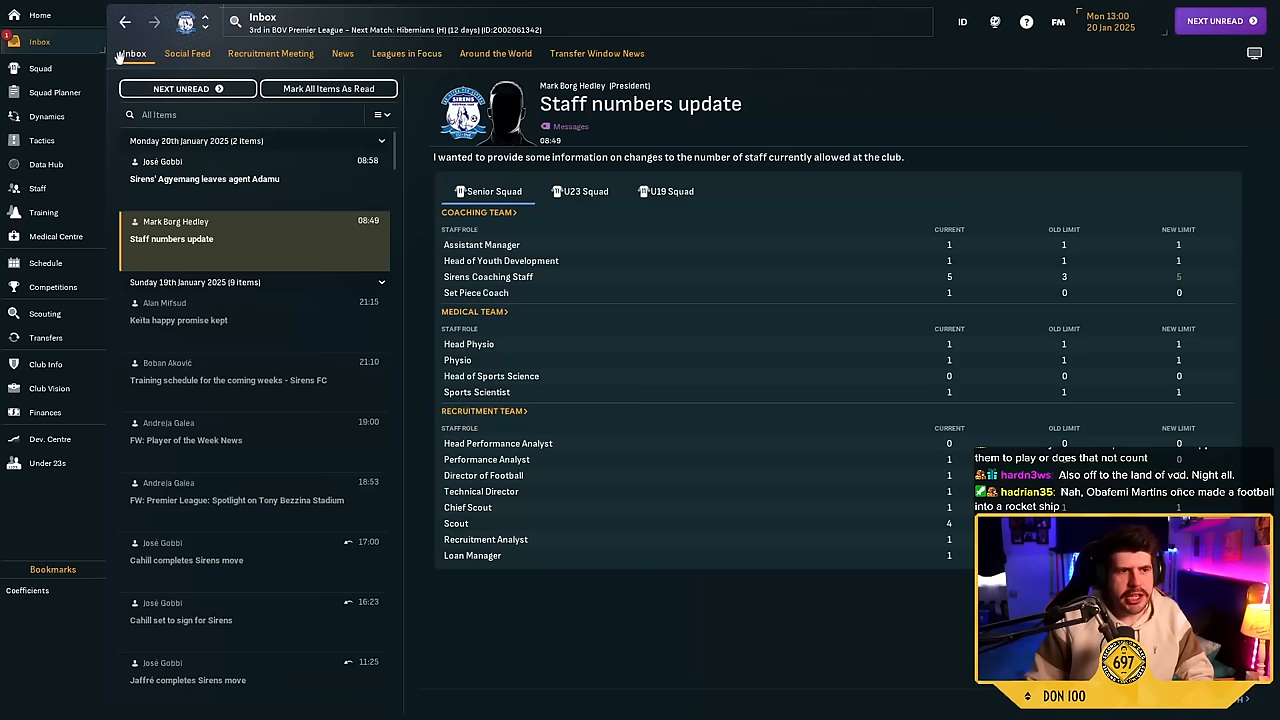 Home
Inbox
Squad
Squad Planner
Dynamics
Tactics
Data Hub
Staff
Training
Medical Centre
Schedule
Competitions
Scouting
Transfers
Club Info
Club Vision
Finances
Dev. Centre
Under 23s
Bookmarks
Coefficients
Inbox
3rd in BOV Premier League - Next Match: Hibernians (H) (12 days) (ID:2002061342)
ID
FM
Mon 13:00
20 Jan 2025
NEXT UNREAD
Inbox
Social Feed
Recruitment Meeting
News
Leagues in Focus
Around the World
Transfer Window News
NEXT UNREAD
Mark All Items As Read
All Items
Monday 20th January 2025 (2 items)
José Gobbi 08:58
Sirens' Agyemang leaves agent Adamu
Mark Borg Hedley 08:49
Staff numbers update
Sunday 19th January 2025 (9 items)
Alan Mifsud 21:15
Keïta happy promise kept
Boban Aković 21:10
Training schedule for the coming weeks - Sirens FC
Andreja Galea 19:00
FW: Player of the Week News
Andreja Galea 18:53
FW: Premier League: Spotlight on Tony Bezzina Stadium
José Gobbi 17:00
Cahill completes Sirens move
José Gobbi 16:23
Cahill set to sign for Sirens
José Gobbi 11:25
Jaffré completes Sirens move
SIRENS
Mark Borg Hedley (President)
Staff numbers update
Messages
08:49
I wanted to provide some information on changes to the number of staff currently allowed at the club.
Senior Squad
U23 Squad
U19 Squad
COACHING TEAM>
STAFF ROLE CURRENT OLD LIMIT NEW LIMIT
Assistant Manager 1 1 1
Head of Youth Development 1 1 1
Sirens Coaching Staff 5 3 5
Set Piece Coach 1 0 0
MEDICAL TEAM>
STAFF ROLE CURRENT OLD LIMIT NEW LIMIT
Head Physio 1 1 1
Physio 1 1 1
Head of Sports Science 0 0 0
Sports Scientist 1 1 1
RECRUITMENT TEAM>
STAFF ROLE CURRENT OLD LIMIT NEW LIMIT
Head Performance Analyst 0 0 0
Performance Analyst 1 0
Director of Football 1
Technical Director 1
Chief Scout 1 1 1
Scout 4
Recruitment Analyst 1
Loan Manager 1
them to play or does that not count
hardn3ws: Also off to the land of vod. Night all.
hadrian35: Nah, Obafemi Martins once made a football
into a rocket ship
697
DON 100